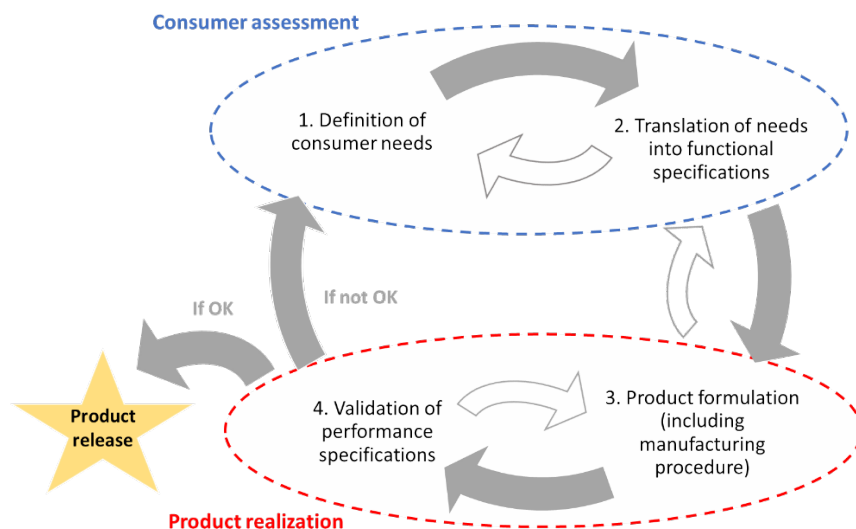 Consumer assessment
1. Definition of
consumer needs
2. Translation of needs
into functional
specifications
If OK
If not OK
Product
release
4. Validation of
performance
specifications
3. Product formulation
(including
manufacturing
procedure)
Product realization